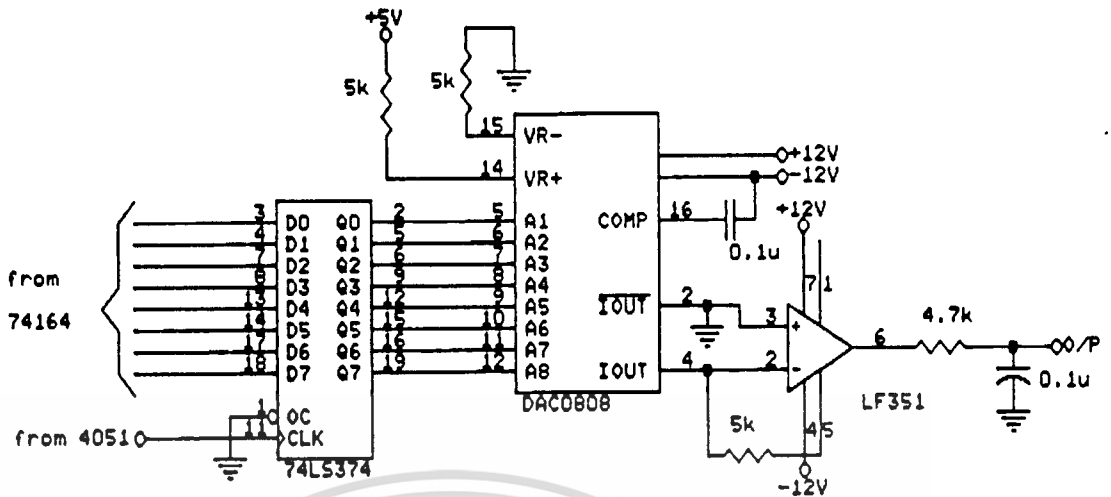 +5V
5k
5k
15
VR-
14
VR+
+12V
-12V
+12V
COMP
16
0.1u
3 D0 Q0 2 5 A1
4 D1 Q1 5 6 A2
7 D2 Q2 6 7 A3
8 D3 Q3 9 8 A4
13 D4 Q4 12 9 A5
14 D5 Q5 15 10 A6
17 D6 Q6 16 11 A7
18 D7 Q7 19 12 A8
from
74164
IOUT
2
IOUT
4
7
1
3
+
2
-
6
4.7k
O/P
0.1u
LF351
DAC0808
5k
4
5
-12V
1
OC
from 4051
11
CLK
74LS374